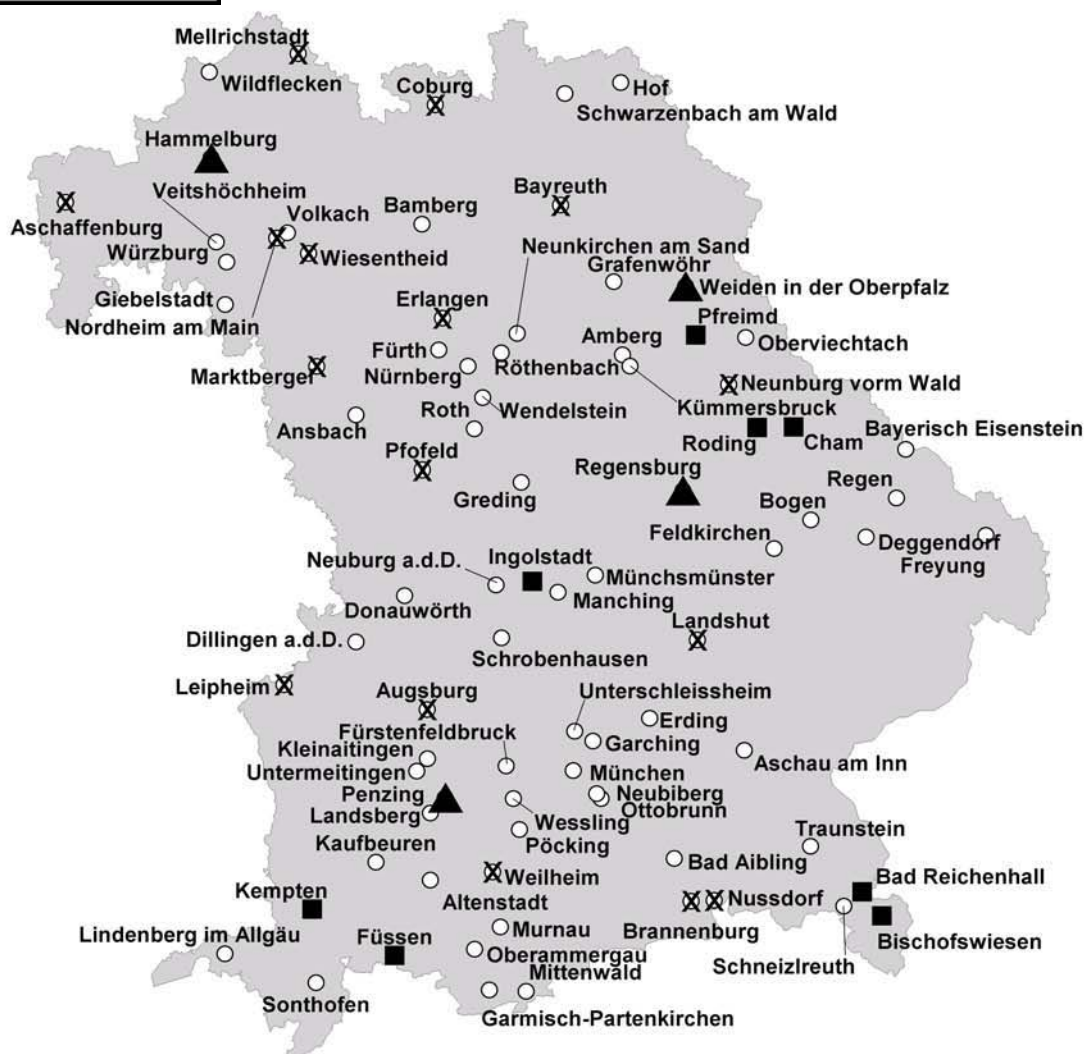 Mellrichstadt
Wildflecken
Coburg
Hof
Schwarzenbach am Wald
Hammelburg
Veitshöchheim
Bayreuth
Bamberg
Volkach
Aschaffenburg
Würzburg
Wiesentheid
Neunkirchen am Sand
Grafenwöhr
Weiden in der Oberpfalz
Giebelstadt
Erlangen
Nordheim am Main
Pfreimd
Amberg
Oberviechtach
Fürth
Marktbergel
Nürnberg
Röthenbach
Neunburg vorm Wald
Roth
Wendelstein
Kümmersbruck
Ansbach
Roding
Cham
Bayerisch Eisenstein
Pfofeld
Regensburg
Regen
Greding
Bogen
Feldkirchen
Deggendorf
Freyung
Neuburg a.d.D.
Ingolstadt
Münchsmünster
Manching
Donauwörth
Landshut
Dillingen a.d.D.
Schrobenhausen
Leipheim
Augsburg
Unterschleissheim
Fürstenfeldbruck
Erding
Garching
Kleinaitingen
Aschau am Inn
Untermeitingen
München
Penzing
Neubiberg
Ottobrunn
Landsberg
Wessling
Traunstein
Pöcking
Kaufbeuren
Bad Aibling
Bad Reichenhall
Kempten
Weilheim
Nussdorf
Altenstadt
Brannenburg
Lindenberg im Allgäu
Füssen
Murnau
Bischofswiesen
Oberammergau
Schneizlreuth
Mittenwald
Sonthofen
Garmisch-Partenkirchen